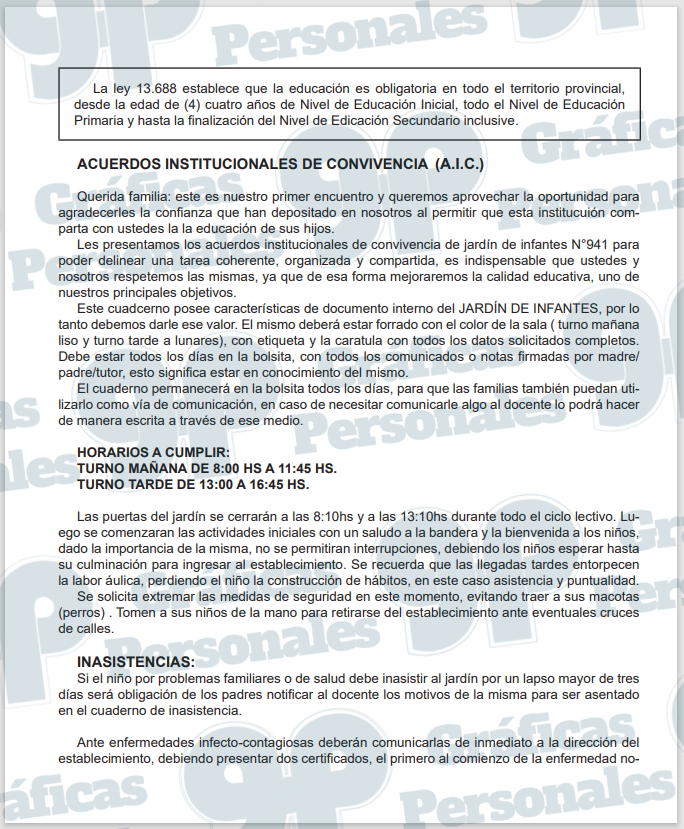 La ley 13.688 establece que la educación es obligatoria en todo el territorio provincial,
desde la edad de (4) cuatro años de Nivel de Educación Inicial, todo el Nivel de Educación
Primaria y hasta la finalización del Nivel de Edicación Secundario inclusive.
ACUERDOS INSTITUCIONALES DE CONVIVENCIA (A.I.C.)
Querida familia: este es nuestro primer encuentro y queremos aprovechar la oportunidad para
agradecerles la confianza que han depositado en nosotros al permitir que esta institucuión com-
parta con ustedes la la educación de sus hijos.
Les presentamos los acuerdos institucionales de convivencia de jardín de infantes N°941 para
poder delinear una tarea coherente, organizada y compartida, es indispensable que ustedes y
nosotros respetemos las mismas, ya que de esa forma mejoraremos la calidad educativa, uno de
nuestros principales objetivos.
Este cuadcerno posee características de documento interno del JARDÍN DE INFANTES, por lo
tanto debemos darle ese valor. El mismo deberá estar forrado con el color de la sala ( turno mañana
liso y turno tarde a lunares), con etiqueta y la caratula con todos los datos solicitados completos.
Debe estar todos los días en la bolsita, con todos los comunicados o notas firmadas por madre/
padre/tutor, esto significa estar en conocimiento del mismo.
El cuaderno permanecerá en la bolsita todos los días, para que las familias también puedan uti-
lizarlo como vía de comunicación, en caso de necesitar comunicarle algo al docente lo podrá hacer
de manera escrita a través de ese medio.
HORARIOS A CUMPLIR:
TURNO MAÑANA DE 8:00 HS A 11:45 HS.
TURNO TARDE DE 13:00 A 16:45 HS.
Las puertas del jardín se cerrarán a las 8:10hs y a las 13:10hs durante todo el ciclo lectivo. Lu-
ego se comenzaran las actividades iniciales con un saludo a la bandera y la bienvenida a los niños,
dado la importancia de la misma, no se permitiran interrupciones, debiendo los niños esperar hasta
su culminación para ingresar al establecimiento. Se recuerda que las llegadas tardes entorpecen
la labor áulica, perdiendo el niño la construcción de hábitos, en este caso asistencia y puntualidad.
Se solicita extremar las medidas de seguridad en este momento, evitando traer a sus macotas
(perros) . Tomen a sus niños de la mano para retirarse del establecimiento ante eventuales cruces
de calles.
INASISTENCIAS:
Si el niño por problemas familiares o de salud debe inasistir al jardín por un lapso mayor de tres
días será obligación de los padres notificar al docente los motivos de la misma para ser asentado
en el cuaderno de inasistencia.
Ante enfermedades infecto-contagiosas deberán comunicarlas de inmediato a la dirección del
establecimiento, debiendo presentar dos certificados, el primero al comienzo de la enfermedad no-
gp Gráficas
Personales